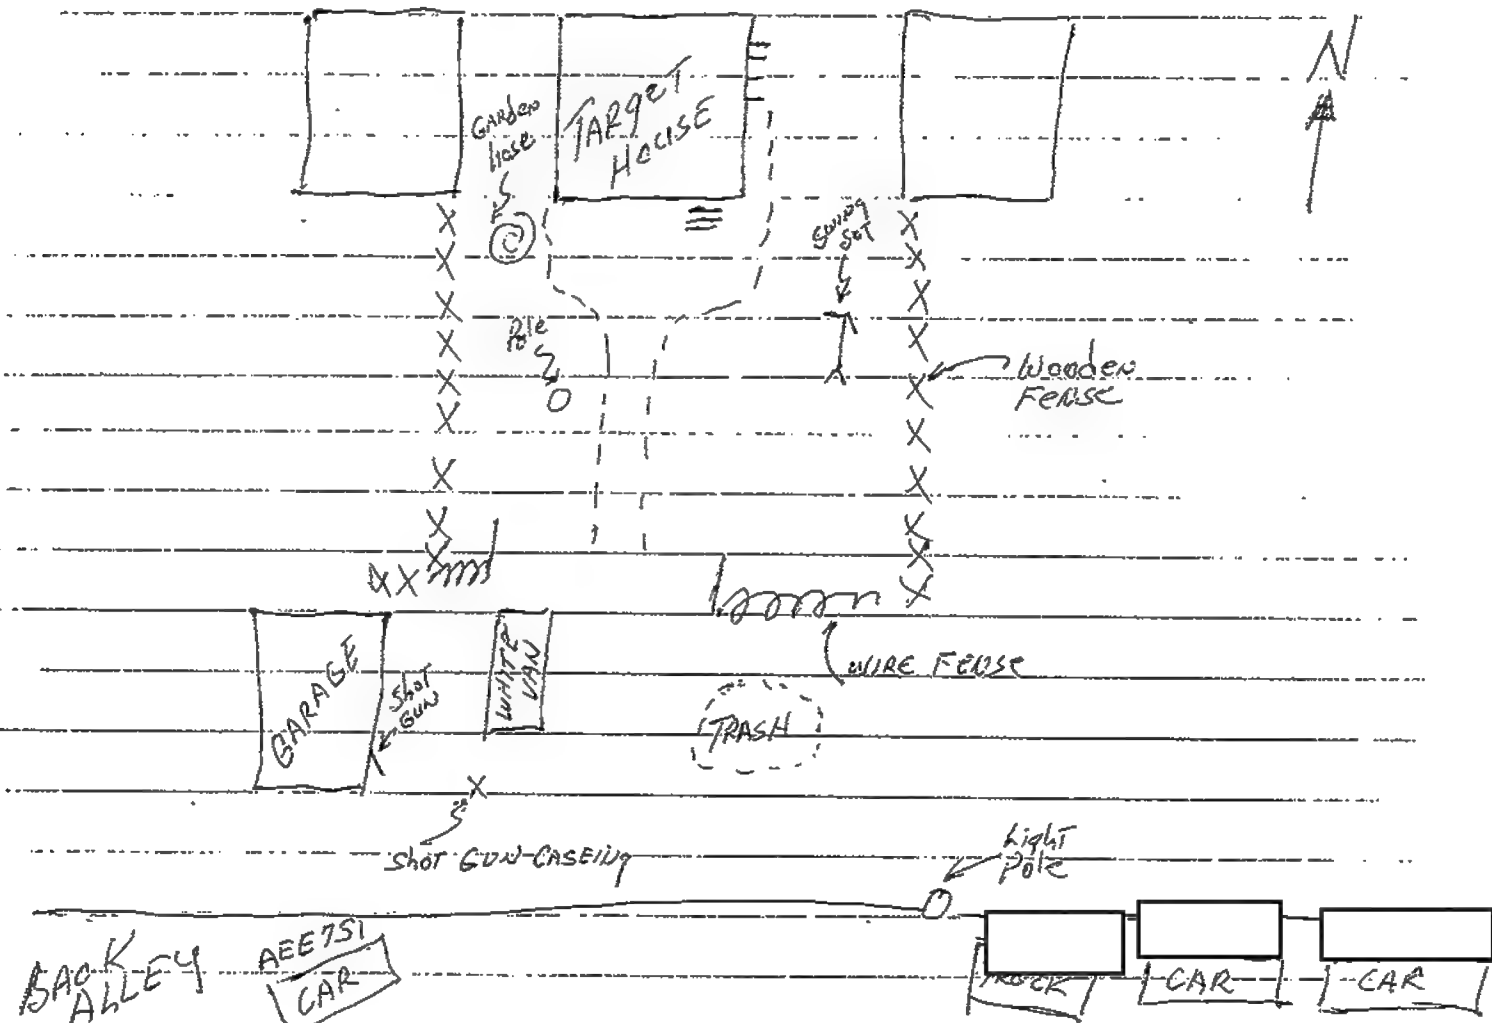 N
GARden
hose
TARgET
HOUSE
SWING
SET
Pole
Wooden
FENSE
GARAGE
Shot
GUN
WHITE
VAN
WIRE FENSE
TRASH
Shot GUN-CASEINg
Light
Pole
BACK
ALLEY
AEE751
CAR
TRUCK
CAR
CAR